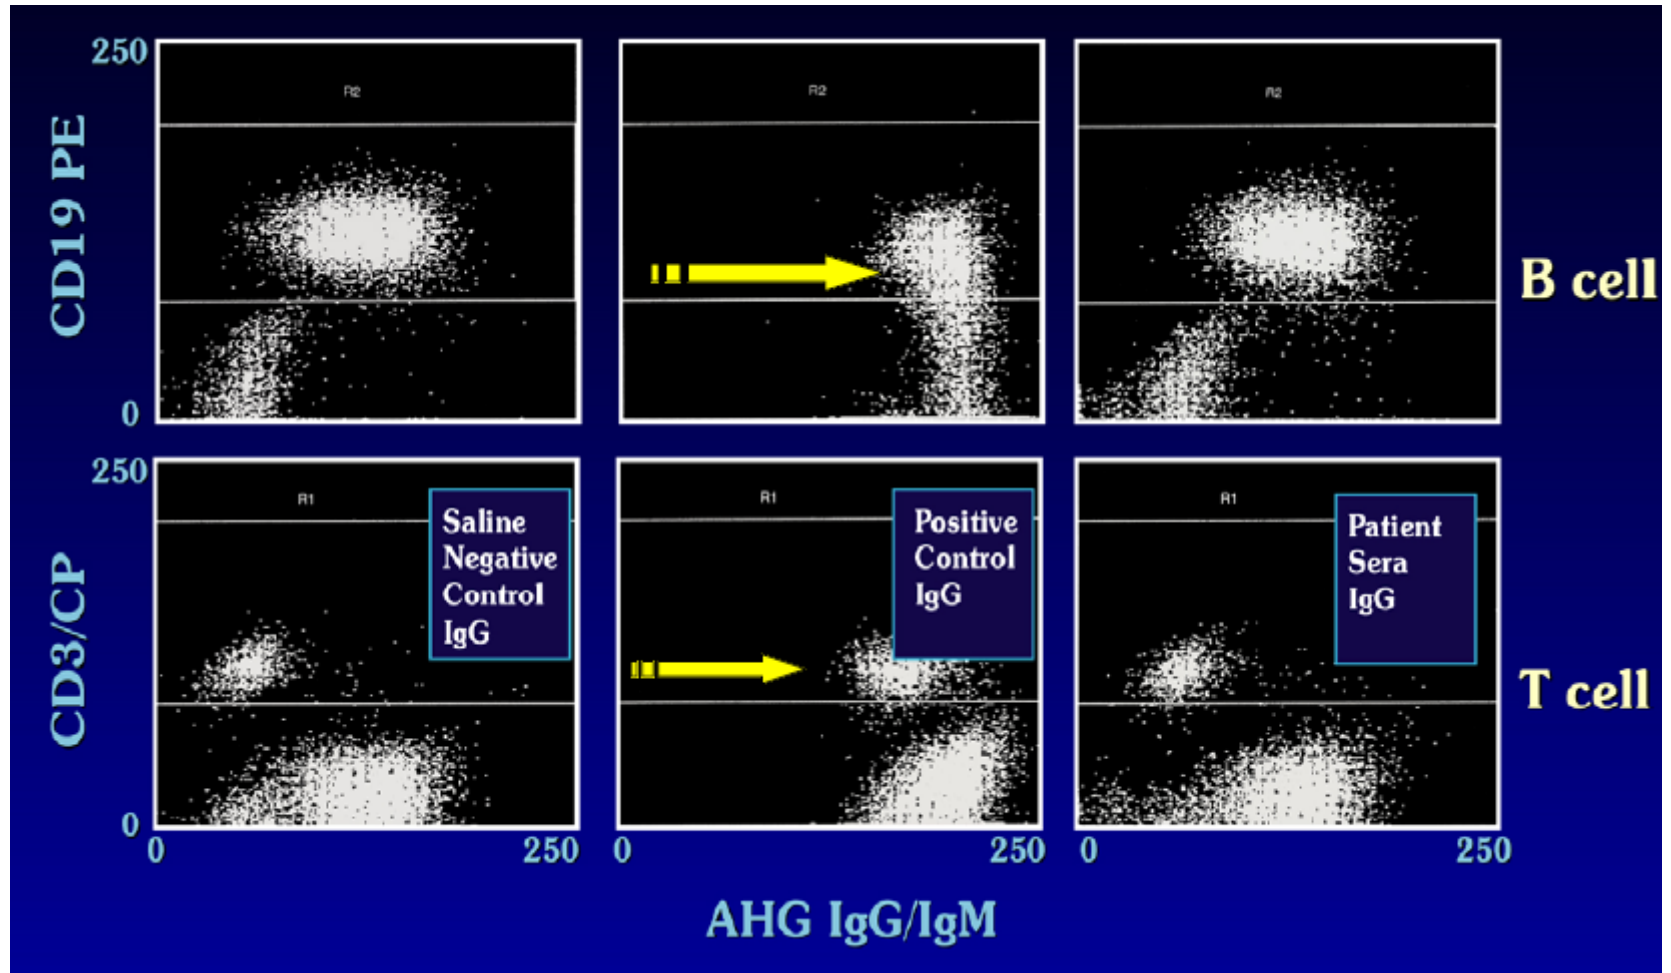 250
CD19 PE
0
R2
R2
R2
B cell
250
CD3/CP
0
R1
Saline
Negative
Control
IgG
R1
Positive
Control
IgG
R1
Patient
Sera
IgG
T cell
0
250
0
250
0
250
AHG IgG/IgM